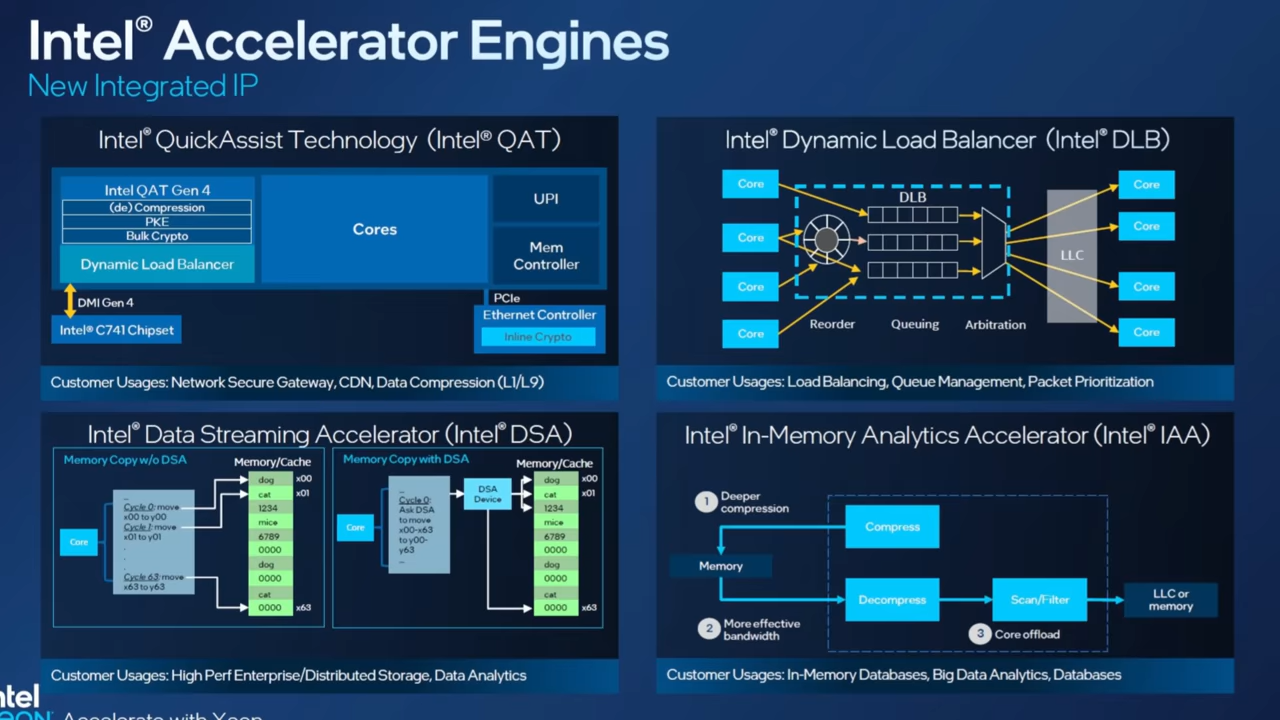 Intel® Accelerator Engines
New Integrated IP
Intel® QuickAssist Technology (Intel® QAT)
Intel QAT Gen 4
(de) Compression
PKE
Bulk Crypto
Dynamic Load Balancer
Cores
UPI
Mem
Controller
DMI Gen 4
Intel® C741 Chipset
PCIe
Ethernet Controller
Inline Crypto
Customer Usages: Network Secure Gateway, CDN, Data Compression (L1/L9)
Intel® Dynamic Load Balancer (Intel® DLB)
Core
Core
Core
Core
DLB
Reorder
Queuing
Arbitration
LLC
Core
Core
Core
Core
Customer Usages: Load Balancing, Queue Management, Packet Prioritization
Intel® Data Streaming Accelerator (Intel® DSA)
Memory Copy w/o DSA
Memory/Cache
Core
...
Cycle 0: move
x00 to y00
Cycle 1: move
x01 to y01
.
.
.
Cycle 63: move
x63 to y63
dog
cat
1234
mice
6789
0000
dog
0000
cat
0000
x00
x01
x63
Memory Copy with DSA
Memory/Cache
Core
...
Cycle 0:
Ask DSA
to move
x00-x63
to y00-
y63
...
DSA
Device
dog
cat
1234
mice
6789
0000
dog
0000
cat
0000
x00
x01
x63
Customer Usages: High Perf Enterprise/Distributed Storage, Data Analytics
Intel® In-Memory Analytics Accelerator (Intel® IAA)
1 Deeper
compression
Compress
Memory
Decompress
Scan/Filter
LLC or
memory
2 More effective
bandwidth
3 Core offload
Customer Usages: In-Memory Databases, Big Data Analytics, Databases
ntel
eon
Accelerate with Xeon